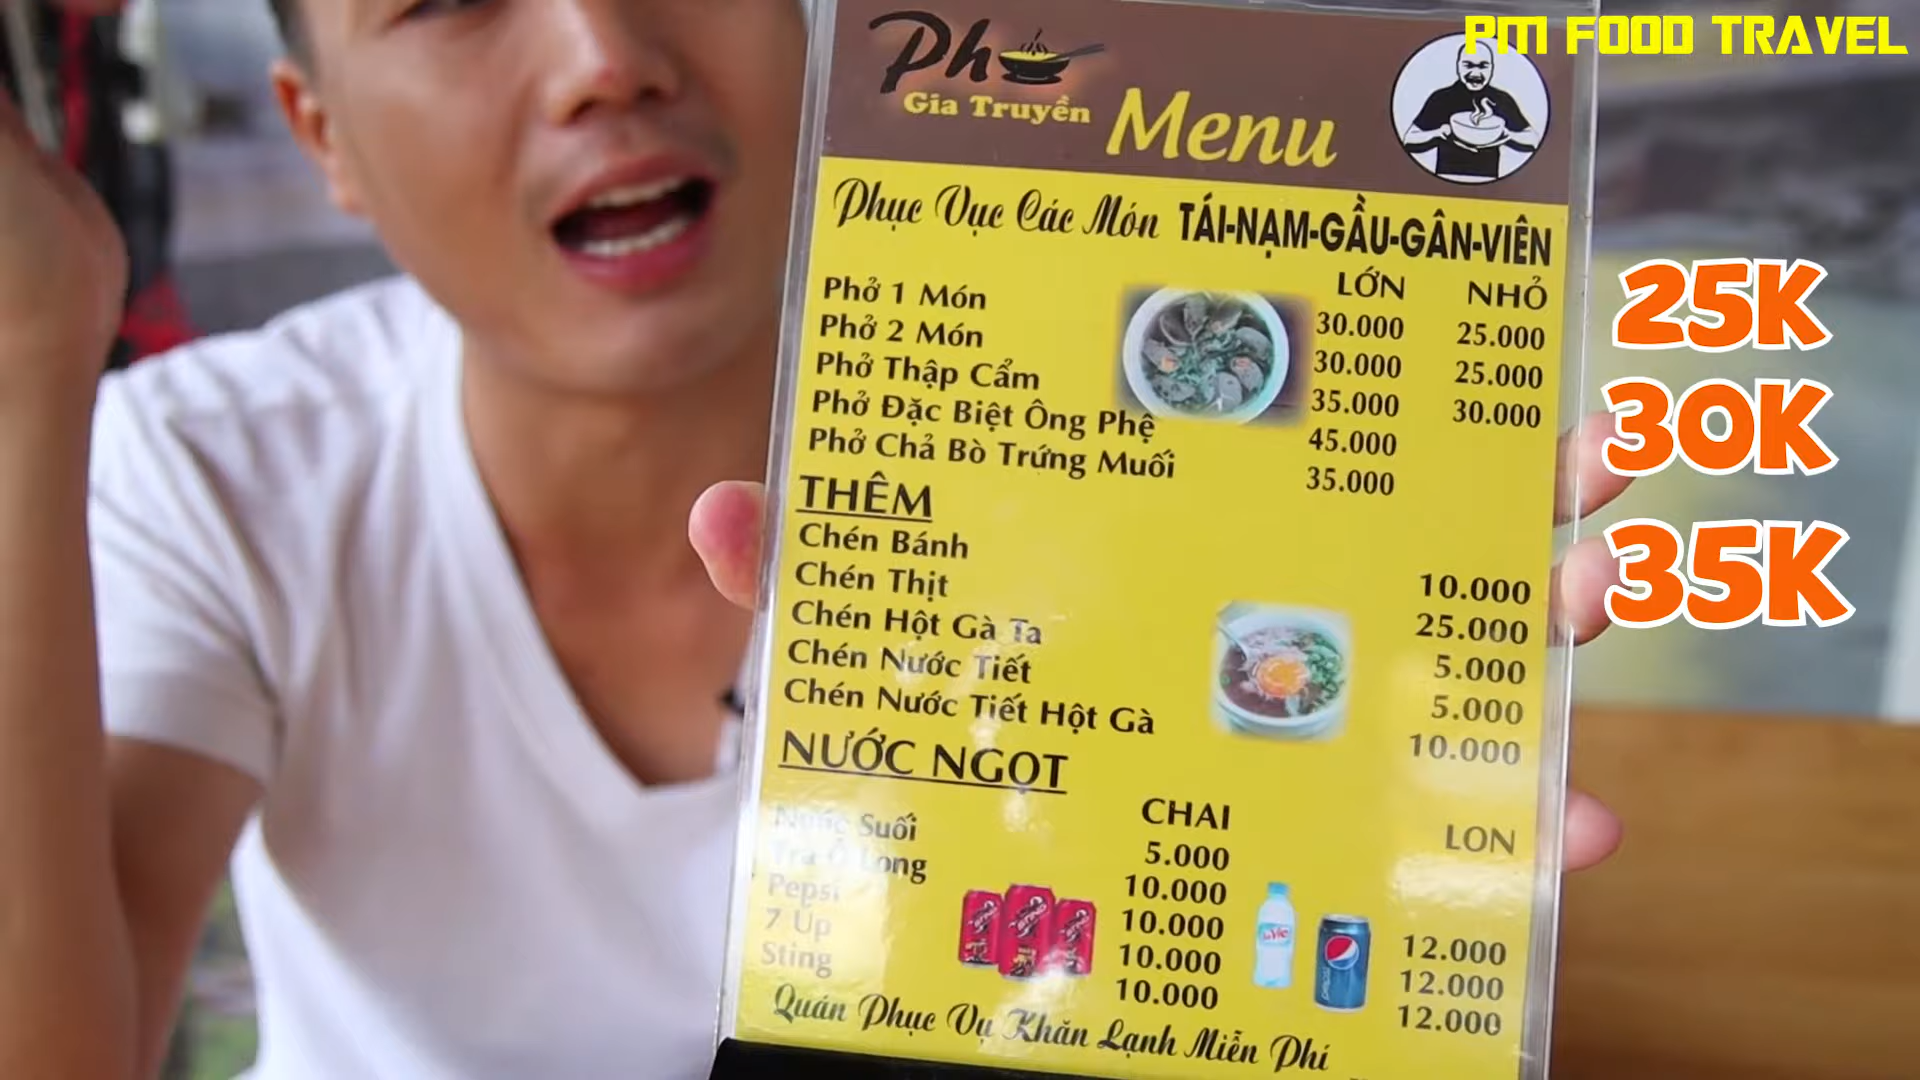 PM FOOD TRAVEL
Phở
Gia Truyền
Menu
Phục Vục Các Món TÁI-NẠM-GẦU-GÂN-VIÊN
LỚN NHỎ
Phở 1 Món 30.000 25.000
Phở 2 Món 30.000 25.000
Phở Thập Cẩm 35.000 30.000
Phở Đặc Biệt Ông Phệ 45.000
Phở Chả Bò Trứng Muối 35.000
THÊM
Chén Bánh 10.000
Chén Thịt 25.000
Chén Hột Gà Ta 5.000
Chén Nước Tiết 5.000
Chén Nước Tiết Hột Gà 10.000
NƯỚC NGỌT
CHAI LON
Nước Suối 5.000
Trà Ô Long 10.000
Pepsi 10.000 12.000
7 Up 10.000 12.000
Sting 10.000 12.000
Quán Phục Vụ Khăn Lạnh Miễn Phí
25K
30K
35K